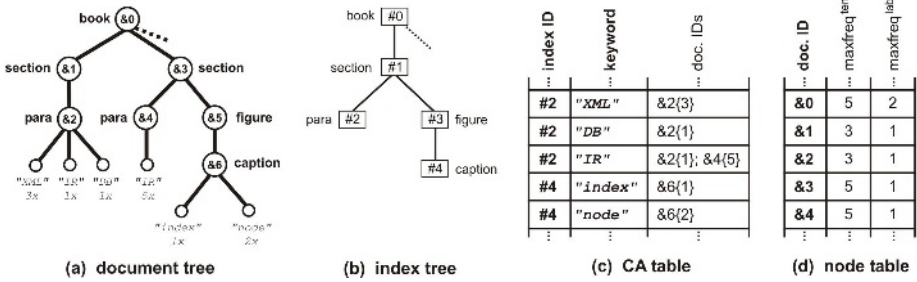 book &0
section &1
&3 section
para &2
para &4
&5 figure
&6 caption
"XML" "IR" "DB" "IR"
3x 1x 1x 5x
"index" "node"
1x 2x
(a) document tree
book #0
section #1
para #2
#3 figure
#4 caption
(b) index tree
index ID keyword doc. IDs
#2 "XML" &2{3}
#2 "DB" &2{1}
#2 "IR" &2{1}; &4{5}
#4 "index" &6{1}
#4 "node" &6{2}
(c) CA table
doc. ID maxfreq maxfreq
&0 5 2
&1 3 1
&2 3 1
&3 5 1
&4 5 1
(d) node table